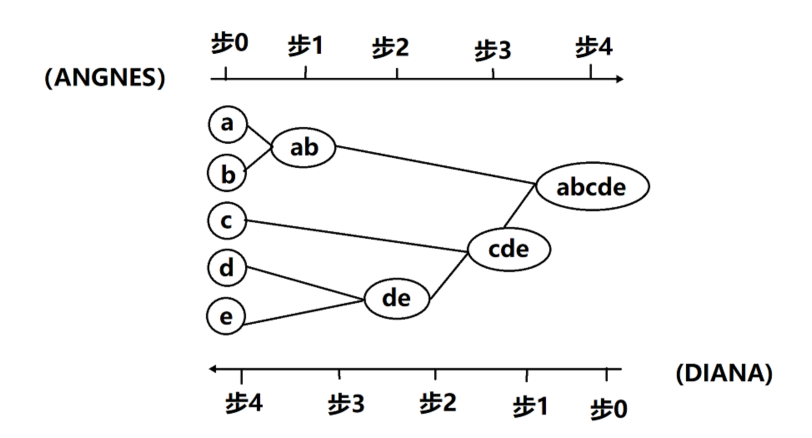 步0 步1 步2 步3 步4
(ANGNES)
a
ab
b
abcde
c
cde
d
de
e
(DIANA)
步4 步3 步2 步1 步0